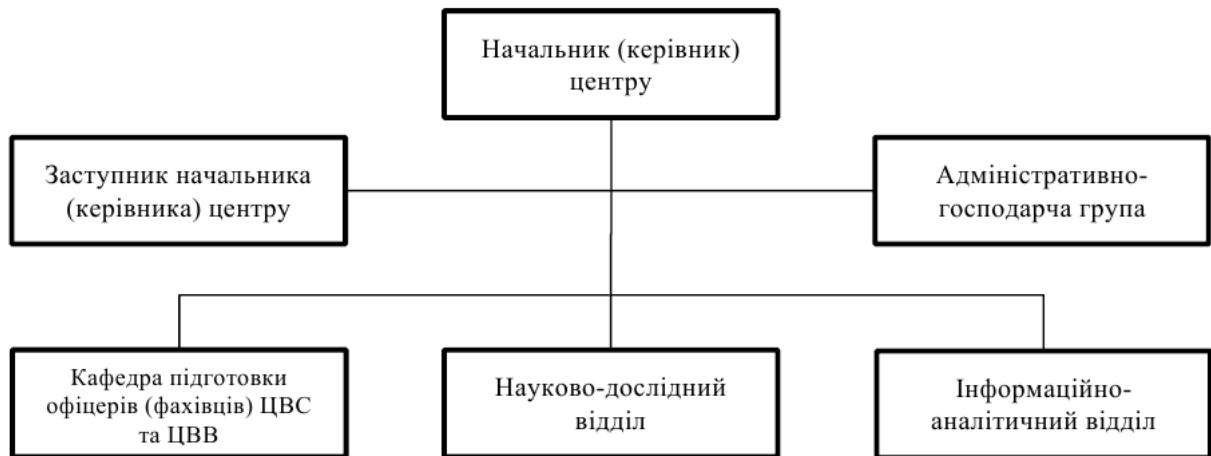 Начальник (керівник)
центру
Заступник начальника
(керівника) центру
Адміністративно-
господарча група
Кафедра підготовки
офіцерів (фахівців) ЦВС
та ЦВВ
Науково-дослідний
відділ
Інформаційно-
аналітичний відділ